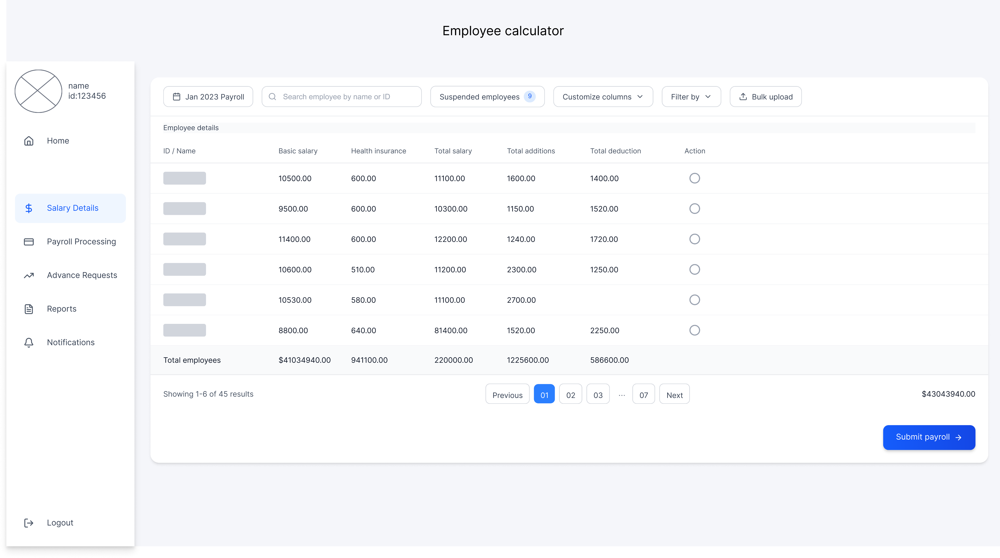 Employee calculator
name
id:123456
Home
Salary Details
Payroll Processing
Advance Requests
Reports
Notifications
Logout
Jan 2023 Payroll
Search employee by name or ID
Suspended employees 9
Customize columns
Filter by
Bulk upload
Employee details
ID / Name Basic salary Health insurance Total salary Total additions Total deduction Action
10500.00 600.00 11100.00 1600.00 1400.00
9500.00 600.00 10300.00 1150.00 1520.00
11400.00 600.00 12200.00 1240.00 1720.00
10600.00 510.00 11200.00 2300.00 1250.00
10530.00 580.00 11100.00 2700.00
8800.00 640.00 81400.00 1520.00 2250.00
Total employees $41034940.00 941100.00 220000.00 1225600.00 586600.00
Showing 1-6 of 45 results
Previous 01 02 03 ... 07 Next
$43043940.00
Submit payroll →